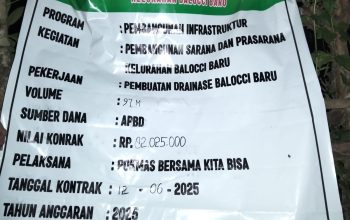 KELURAHAN BALOCCI BARU
PROGRAM : PEMBANGUNAN INFRASTRUKTUR
KEGIATAN : PEMBANGUNAN SARANA DAN PRASARANA
KELURAHAN BALOCCI BARU
PEKERJAAN : PEMBUATAN DRAINASE BALOCCI BARU
VOLUME : 97 M
SUMBER DANA : APBD
NILAI KONRAK : RP. 82.025.000
PELAKSANA : POKMAS BERSAMA KITA BISA
TANGGAL KONTRAK : 12 - 06 - 2025
TAHUN ANGGARAN : 2025